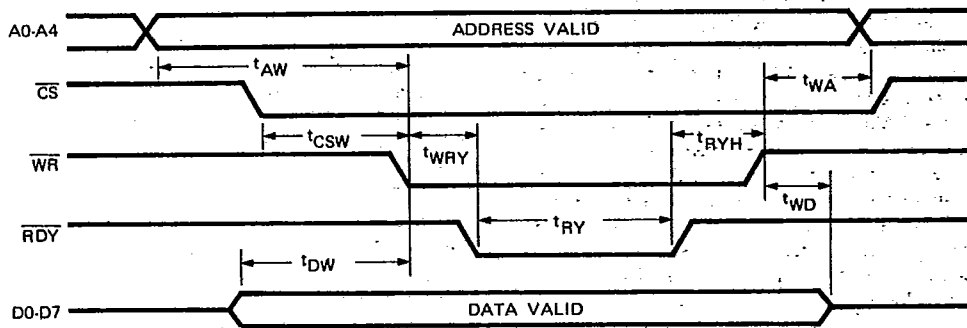 A0-A4 ADDRESS VALID
tAW tWA
CS
tCSW tWRY tRYH
WR
tWD
RDY tRY
tDW
D0-D7 DATA VALID